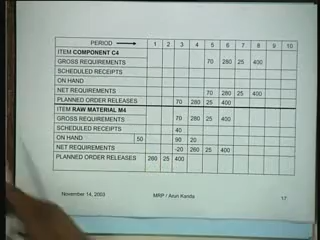 PERIOD 1 2 3 4 5 6 7 8 9 10
ITEM COMPONENT C4
GROSS REQUIREMENTS 70 280 25 400
SCHEDULED RECEIPTS
ON HAND
NET REQUIREMENTS 70 280 25 400
PLANNED ORDER RELEASES 70 280 25 400
ITEM RAW MATERIAL M4
GROSS REQUIREMENTS 70 280 25 400
SCHEDULED RECEIPTS 40
ON HAND 50 90 20
NET REQUIREMENTS -20 260 25 400
PLANNED ORDER RELEASES 260 25 400
November 14, 2003 MRP / Arun Kanda 17